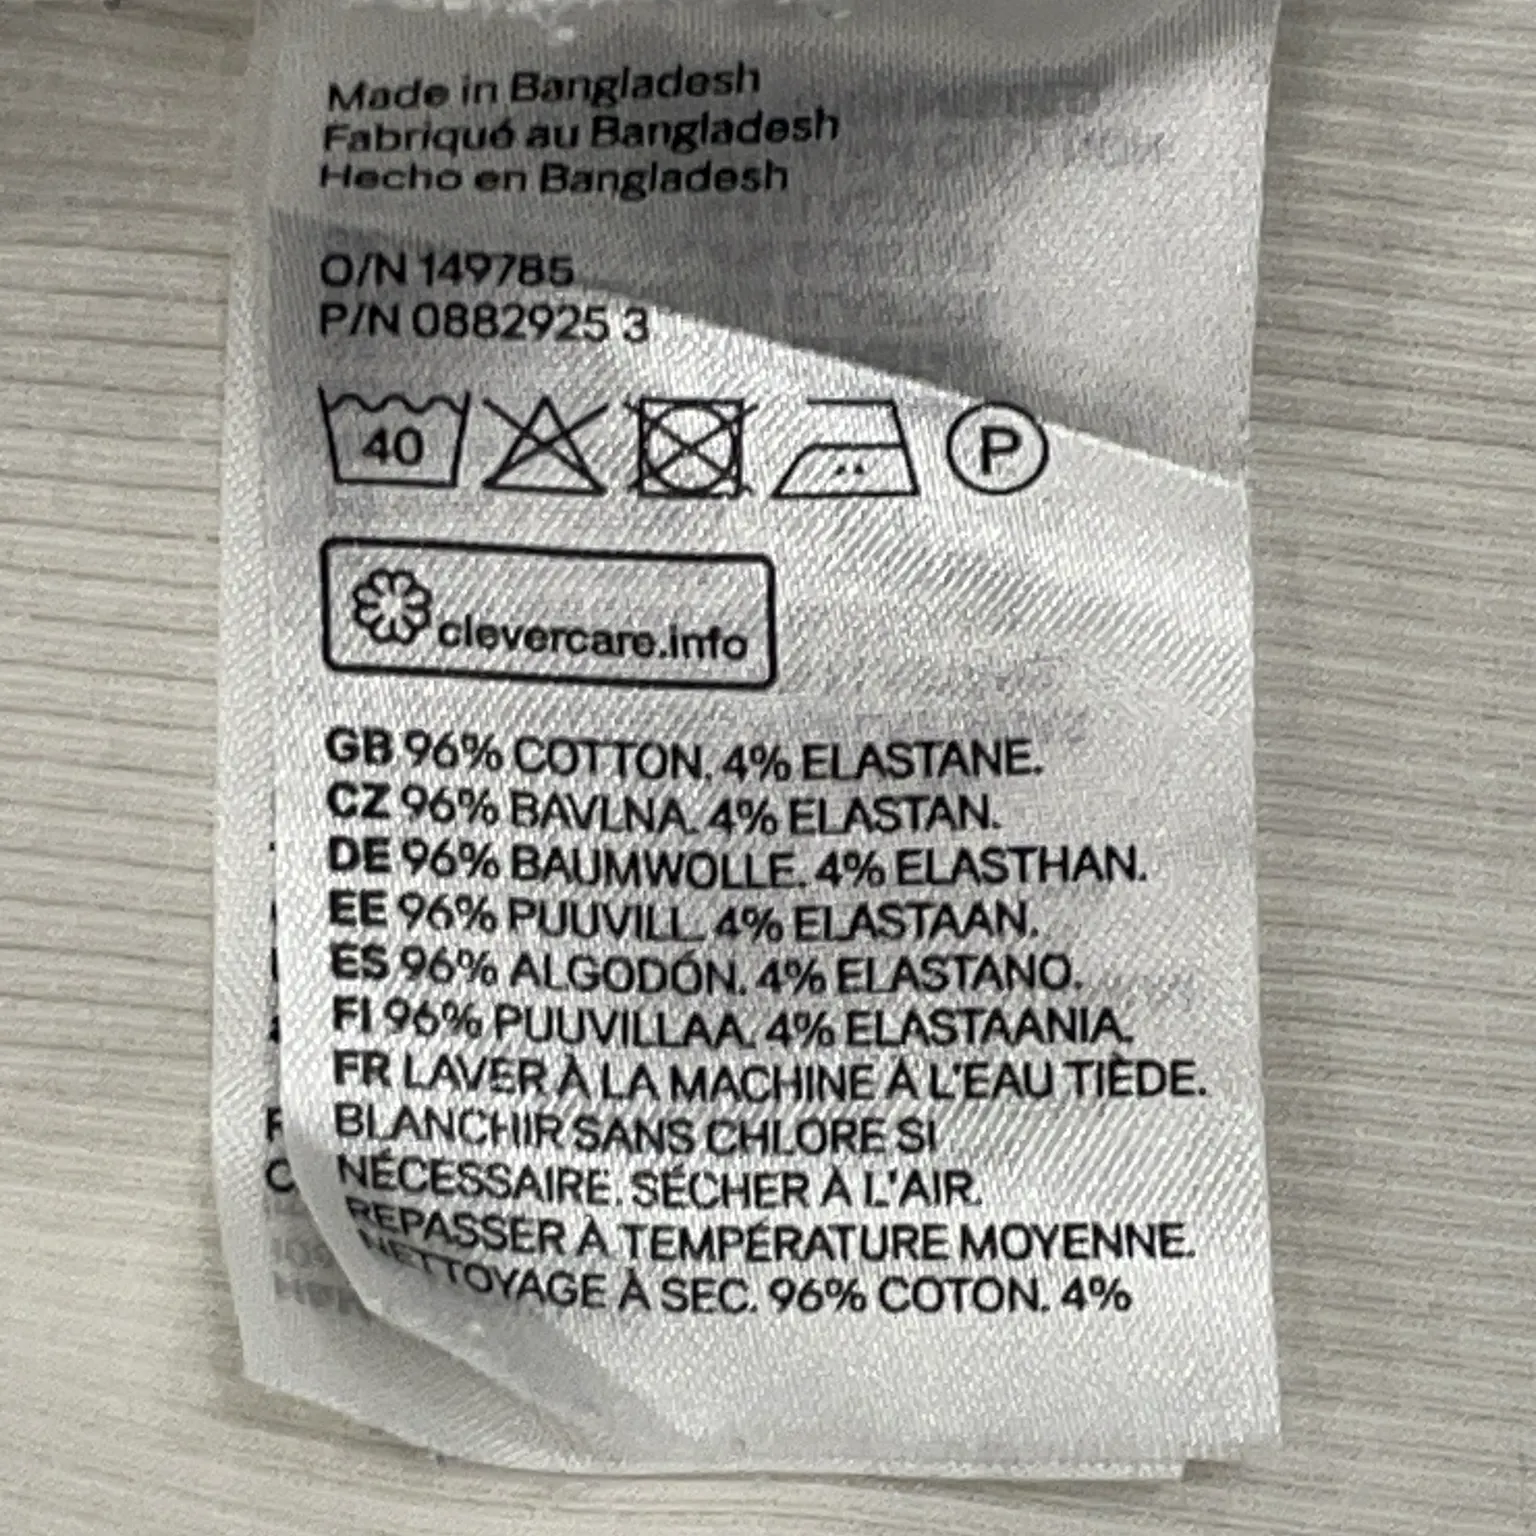 Made in Bangladesh
Fabriqué au Bangladesh
Hecho en Bangladesh
O/N 149785
P/N 0882925 3
40 P
clevercare.info
GB 96% COTTON. 4% ELASTANE.
CZ 96% BAVLNA. 4% ELASTAN.
DE 96% BAUMWOLLE. 4% ELASTHAN.
EE 96% PUUVILL. 4% ELASTAAN.
ES 96% ALGODÓN. 4% ELASTANO.
FI 96% PUUVILLAA. 4% ELASTAANIA.
FR LAVER À LA MACHINE À L'EAU TIÈDE.
BLANCHIR SANS CHLORE SI
NÉCESSAIRE. SÉCHER À L'AIR.
REPASSER À TEMPÉRATURE MOYENNE.
NETTOYAGE À SEC. 96% COTON. 4%